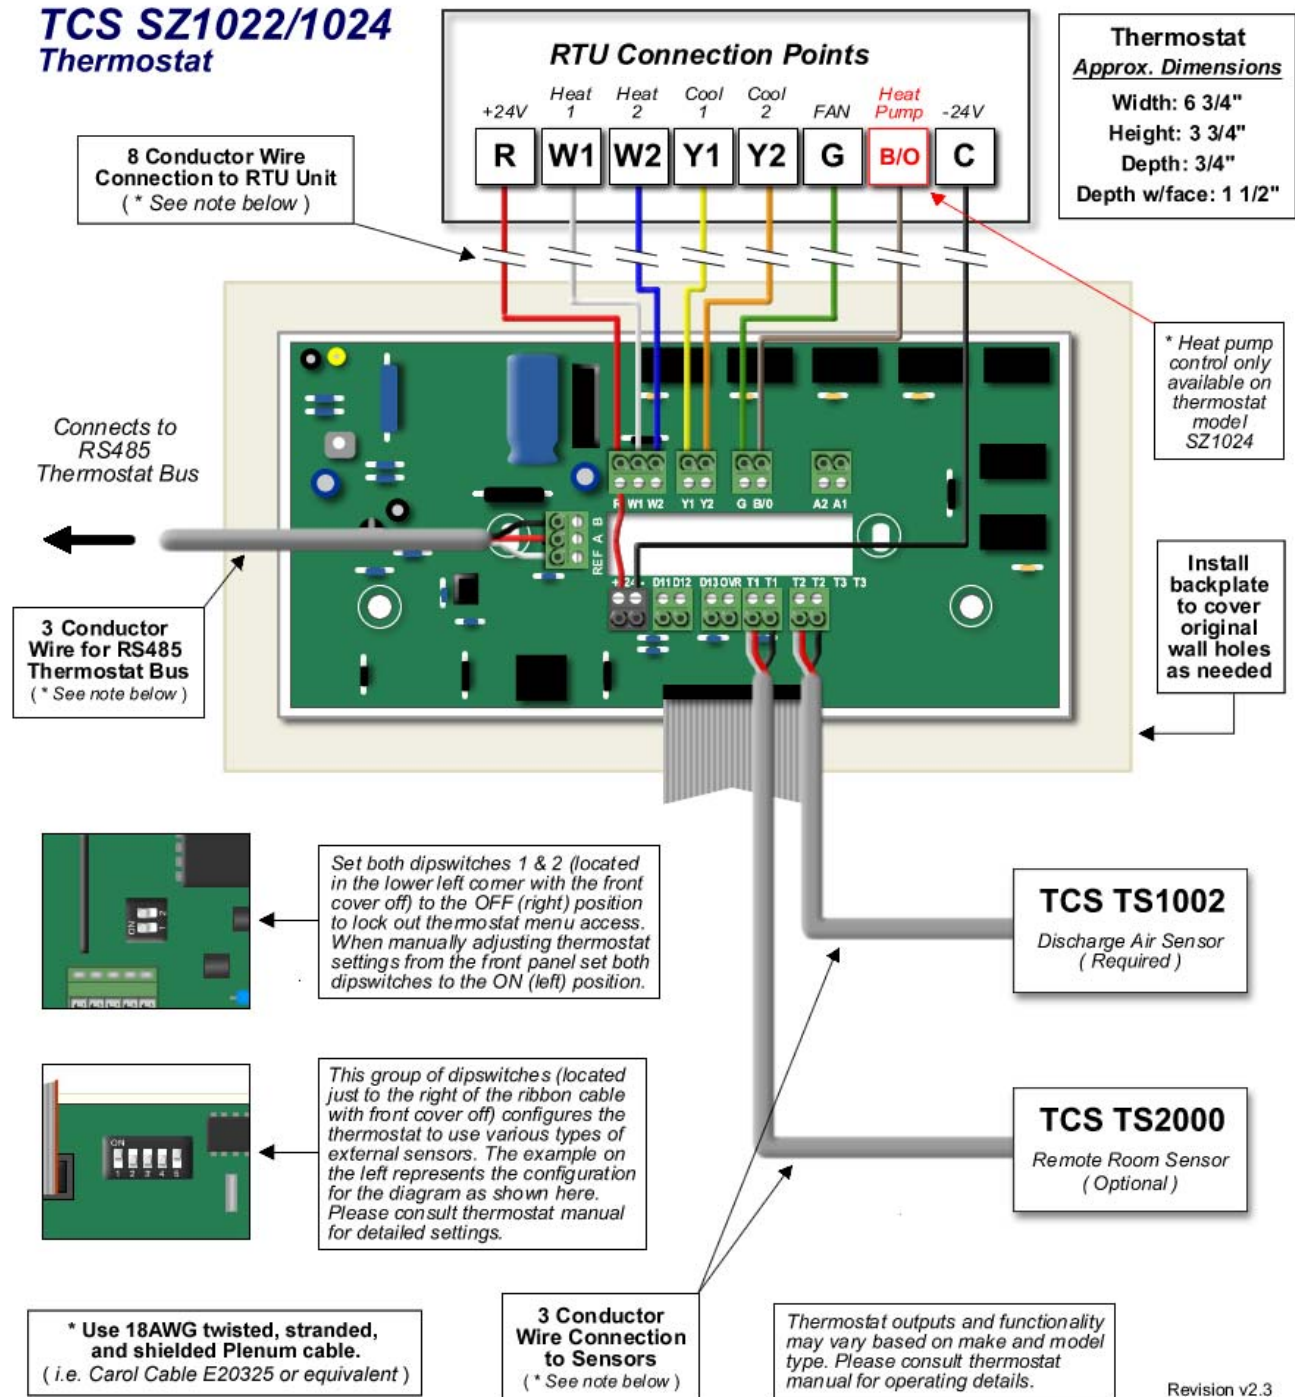 TCS SZ1022/1024
Thermostat
RTU Connection Points
+24V
Heat
1
Heat
2
Cool
1
Cool
2
FAN
Heat
Pump
-24V
R
W1
W2
Y1
Y2
G
B/O
C
Thermostat
Approx. Dimensions
Width: 6 3/4"
Height: 3 3/4"
Depth: 3/4"
Depth w/face: 1 1/2"
8 Conductor Wire
Connection to RTU Unit
( * See note below )
* Heat pump
control only
available on
thermostat
model
SZ1024
Connects to
RS485
Thermostat Bus
R W1 W2
Y1 Y2
G B/0
A2 A1
REF A B
+ 24 -
D11 D12
D13 OVR
T1 T1
T2 T2
T3 T3
3 Conductor
Wire for RS485
Thermostat Bus
( * See note below )
Install
backplate
to cover
original
wall holes
as needed
ON
1 2
Set both dipswitches 1 & 2 (located
in the lower left corner with the front
cover off) to the OFF (right) position
to lock out thermostat menu access.
When manually adjusting thermostat
settings from the front panel set both
dipswitches to the ON (left) position.
TCS TS1002
Discharge Air Sensor
( Required )
ON
1 2 3 4 5
This group of dipswitches (located
just to the right of the ribbon cable
with front cover off) configures the
thermostat to use various types of
external sensors. The example on
the left represents the configuration
for the diagram as shown here.
Please consult thermostat manual
for detailed settings.
TCS TS2000
Remote Room Sensor
( Optional )
* Use 18AWG twisted, stranded,
and shielded Plenum cable.
( i.e. Carol Cable E20325 or equivalent )
3 Conductor
Wire Connection
to Sensors
( * See note below )
Thermostat outputs and functionality
may vary based on make and model
type. Please consult thermostat
manual for operating details.
Revision v2.3